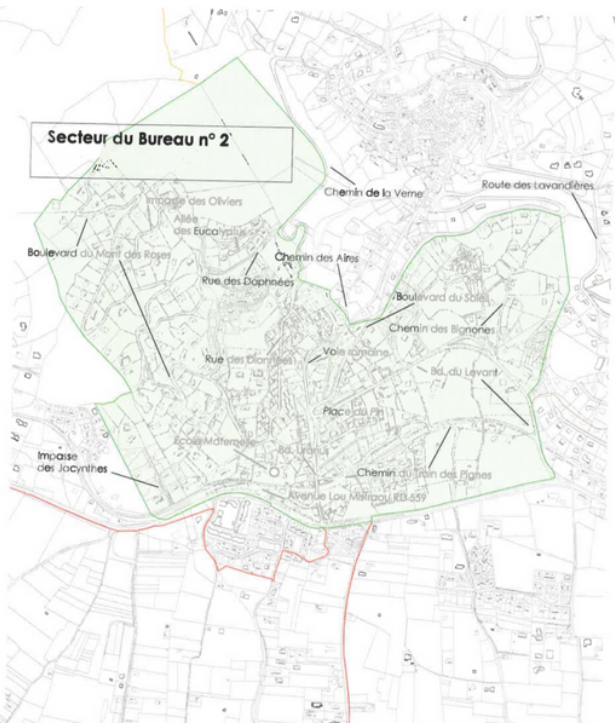 Secteur du Bureau n° 2
Chemin de la Verne
Route des Lavandières
Impasse des Oliviers
Allée
des Eucalyptus
Boulevard du Mont des Roses
Chemin des Aires
Rue des Daphnées
Boulevard du Soleil
Chemin des Bignones
Rue des
Voie romaine
Bd. du Levant
Place du Pin
Ecole Maternelle
Impasse
des Jacynthes
Bd.
Chemin du Train des Pignes
Avenue Lou RD 559